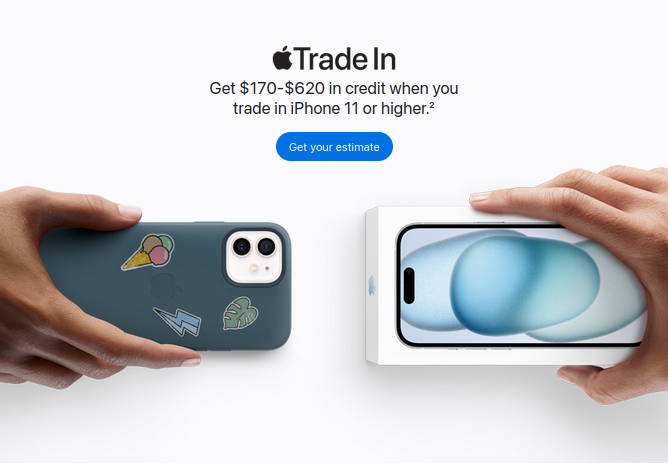 Trade In
Get $170-$620 in credit when you
trade in iPhone 11 or higher.²
Get your estimate